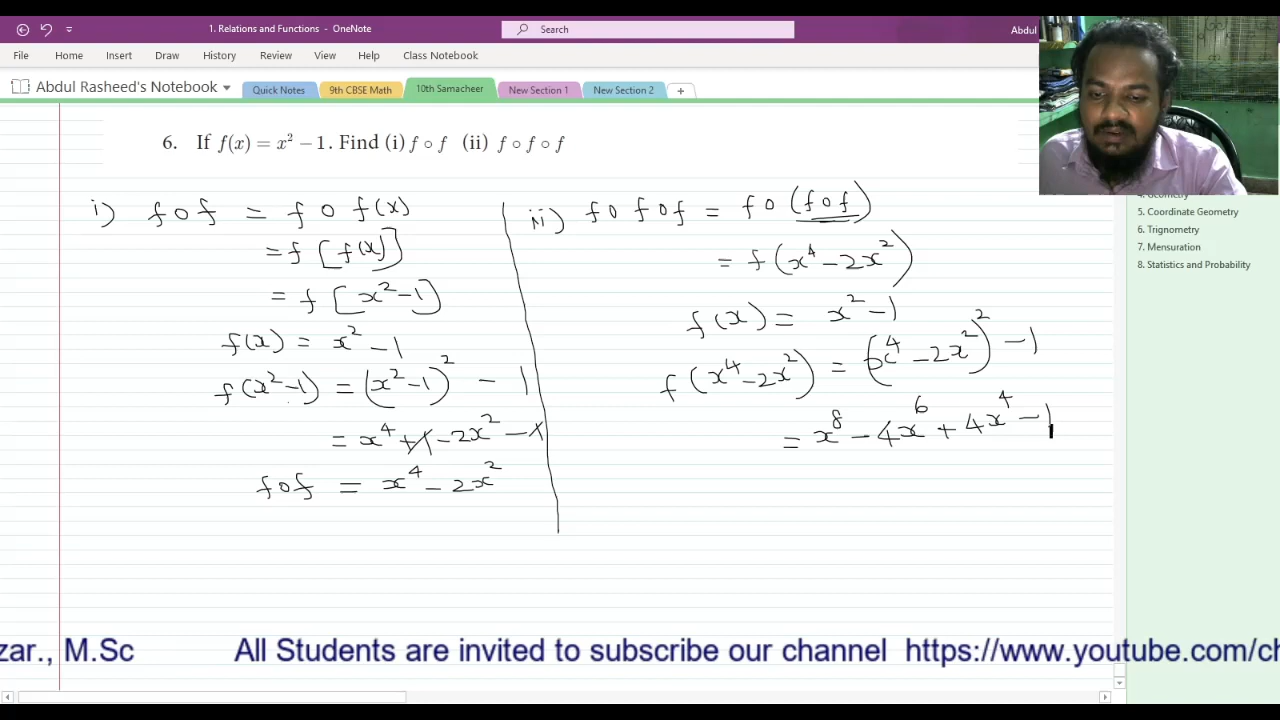 1. Relations and Functions - OneNote
Search
Abdul
File Home Insert Draw History Review View Help Class Notebook
Abdul Rasheed's Notebook
Quick Notes
9th CBSE Math
10th Samacheer
New Section 1
New Section 2
6. If f(x) = x² − 1. Find (i) f ∘ f (ii) f ∘ f ∘ f
i) f o f = f o f(x)
= f [f(x)]
= f [x² − 1]
f(x) = x² − 1
f(x² − 1) = (x² − 1)² − 1
= x⁴ + 1 − 2x² − 1
f o f = x⁴ − 2x²
ii) f o f o f = f o (f o f)
= f(x⁴ − 2x²)
f(x) = x² − 1
f(x⁴ − 2x²) = (x⁴ − 2x²)² − 1
= x⁸ − 4x⁶ + 4x⁴ − 1
4. Geometry
5. Coordinate Geometry
6. Trignometry
7. Mensuration
8. Statistics and Probability
zar., M.Sc All Students are invited to subscribe our channel https://www.youtube.com/ch